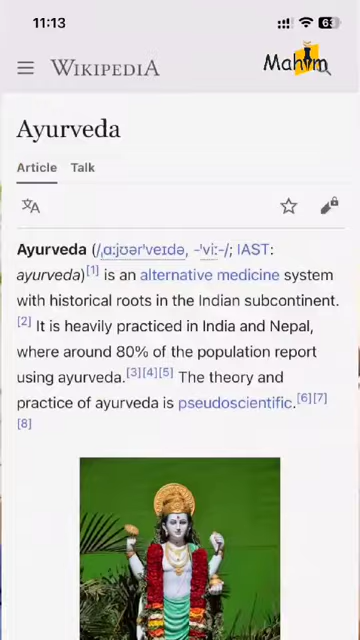 11:13
63
WIKIPEDIA
Mahim
Ayurveda
Article Talk
Ayurveda (/ˌɑːjʊərˈveɪdə, -ˈviː-/; IAST:
ayurveda)[1] is an alternative medicine system
with historical roots in the Indian subcontinent.
[2] It is heavily practiced in India and Nepal,
where around 80% of the population report
using ayurveda.[3][4][5] The theory and
practice of ayurveda is pseudoscientific.[6][7]
[8]